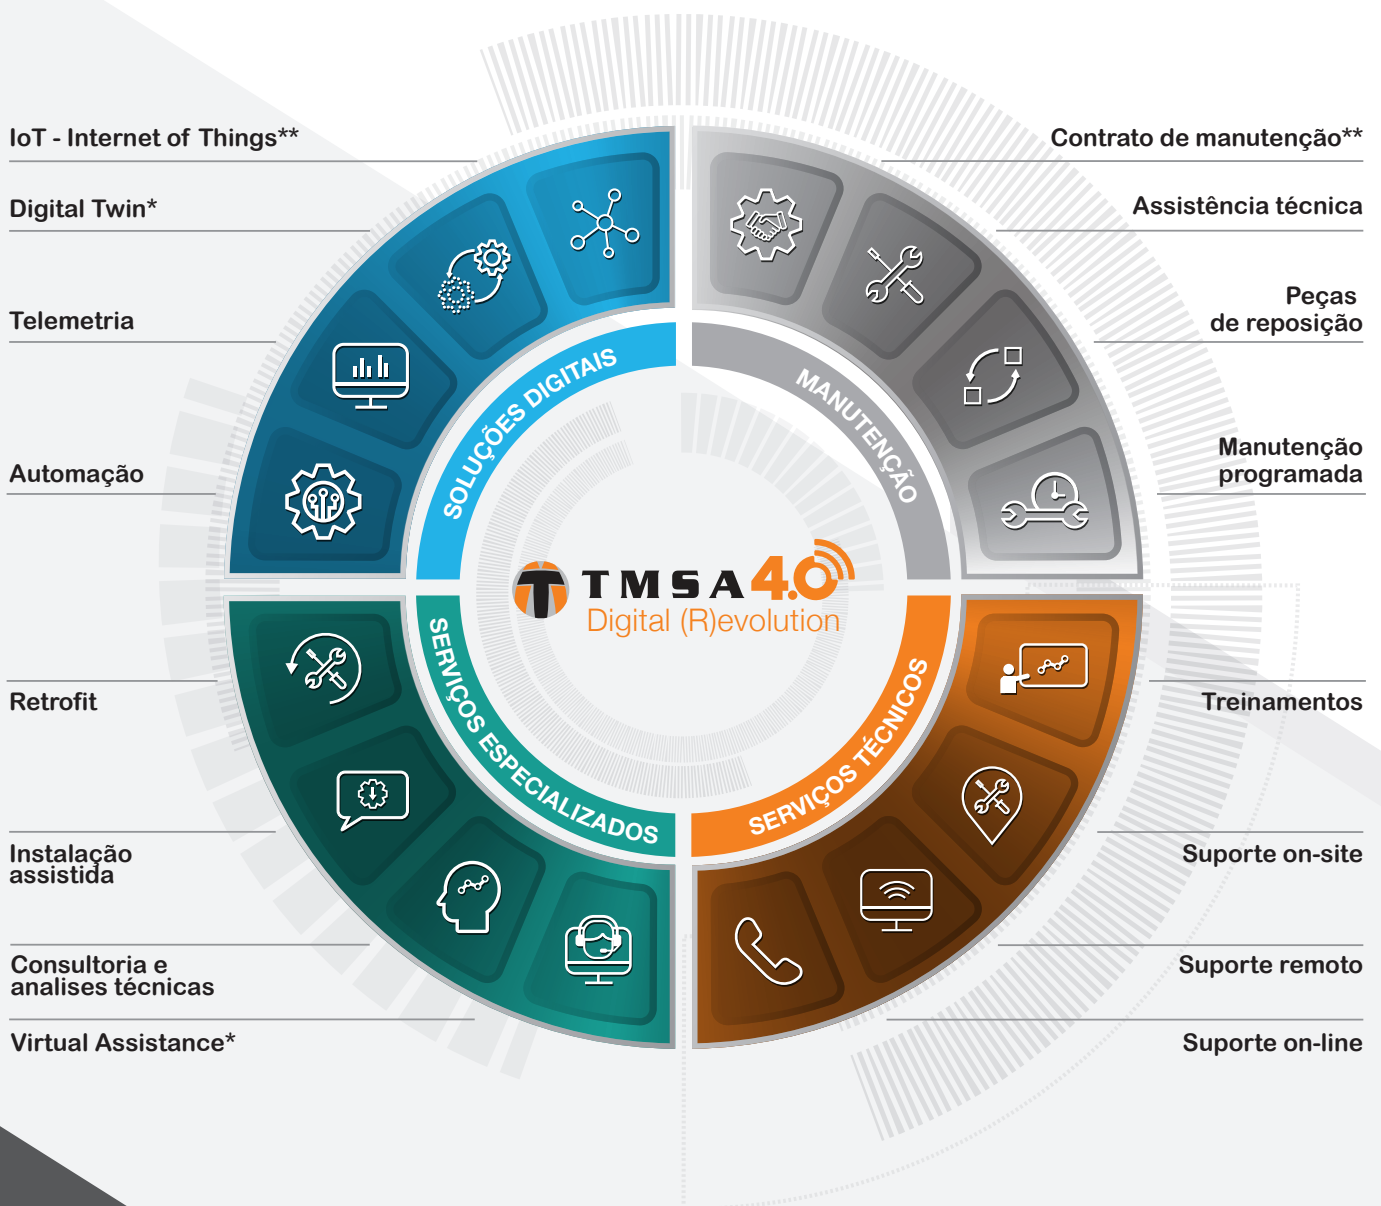 IoT - Internet of Things**
Digital Twin*
Telemetria
Automação
Retrofit
Instalação
assistida
Consultoria e
analises técnicas
Virtual Assistance*
SOLUÇÕES DIGITAIS
MANUTENÇÃO
TMSA 4.0
Digital (R)evolution
SERVIÇOS ESPECIALIZADOS
SERVIÇOS TÉCNICOS
Contrato de manutenção**
Assistência técnica
Peças
de reposição
Manutenção
programada
Treinamentos
Suporte on-site
Suporte remoto
Suporte on-line